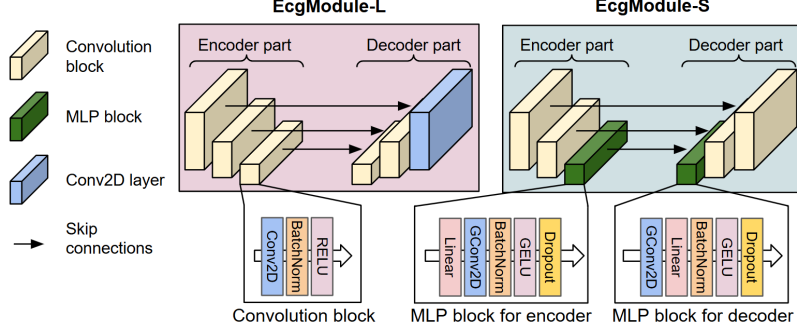 EcgModule-L
EcgModule-S
Convolution
block
MLP block
Conv2D layer
Skip
connections
Encoder part
Decoder part
Encoder part
Decoder part
Conv2D
BatchNorm
RELU
Linear
GConv2D
BatchNorm
GELU
Dropout
GConv2D
Linear
BatchNorm
GELU
Dropout
Convolution block
MLP block for encoder
MLP block for decoder